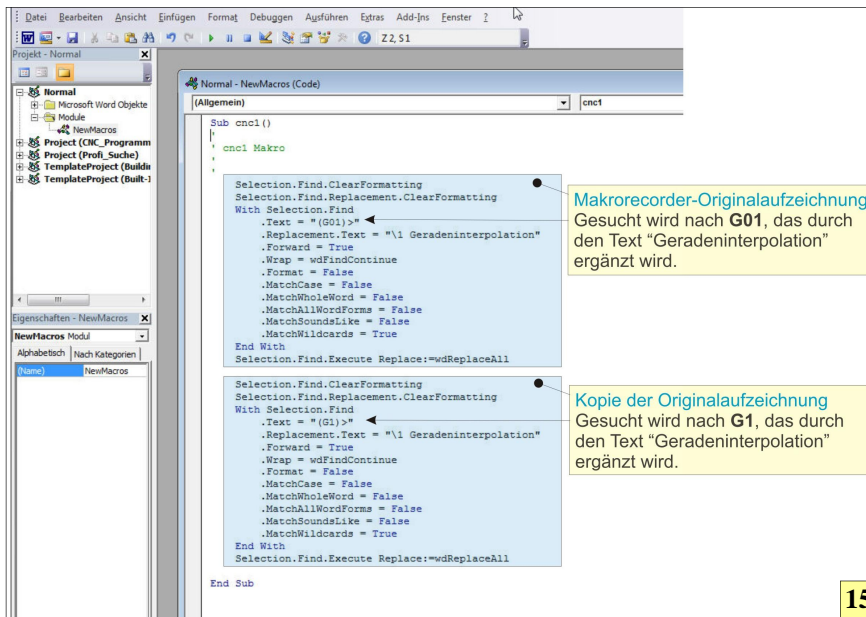 Datei Bearbeiten Ansicht Einfügen Format Debuggen Ausführen Extras Add-Ins Fenster ?
Z 2, S 1
Projekt - Normal
Normal
Microsoft Word Objekte
Module
NewMacros
Project (CNC_Programm
Project (Profi_Suche)
TemplateProject (Buildin
TemplateProject (Built-I
Eigenschaften - NewMacros
NewMacros Modul
Alphabetisch Nach Kategorien
(Name) NewMacros
Normal - NewMacros (Code)
(Allgemein) cnc1
Sub cnc1()
'
' cnc1 Makro
'
'
Selection.Find.ClearFormatting
Selection.Find.Replacement.ClearFormatting
With Selection.Find
.Text = "(G01)>"
.Replacement.Text = "\1 Geradeninterpolation"
.Forward = True
.Wrap = wdFindContinue
.Format = False
.MatchCase = False
.MatchWholeWord = False
.MatchAllWordForms = False
.MatchSoundsLike = False
.MatchWildcards = True
End With
Selection.Find.Execute Replace:=wdReplaceAll
Makrorecorder-Originalaufzeichnung
Gesucht wird nach G01, das durch
den Text “Geradeninterpolation”
ergänzt wird.
Selection.Find.ClearFormatting
Selection.Find.Replacement.ClearFormatting
With Selection.Find
.Text = "(G1)>"
.Replacement.Text = "\1 Geradeninterpolation"
.Forward = True
.Wrap = wdFindContinue
.Format = False
.MatchCase = False
.MatchWholeWord = False
.MatchAllWordForms = False
.MatchSoundsLike = False
.MatchWildcards = True
End With
Selection.Find.Execute Replace:=wdReplaceAll
Kopie der Originalaufzeichnung
Gesucht wird nach G1, das durch
den Text “Geradeninterpolation”
ergänzt wird.
End Sub
15